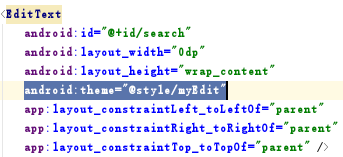 <EditText
android:id="@+id/search"
android:layout_width="0dp"
android:layout_height="wrap_content"
android:theme="@style/myEdit"
app:layout_constraintLeft_toLeftOf="parent"
app:layout_constraintRight_toRightOf="parent"
app:layout_constraintTop_toTopOf="parent" />